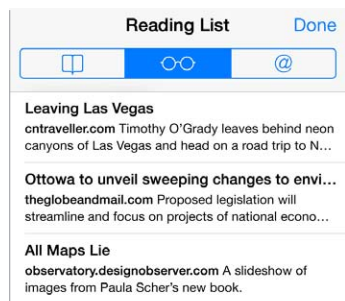 Reading List Done
@
Leaving Las Vegas
cntraveller.com Timothy O'Grady leaves behind neon
canyons of Las Vegas and head on a road trip to N...
Ottowa to unveil sweeping changes to envi...
theglobeandmail.com Proposed legislation will
streamline and focus on projects of national econo...
All Maps Lie
observatory.designobserver.com A slideshow of
images from Paula Scher's new book.